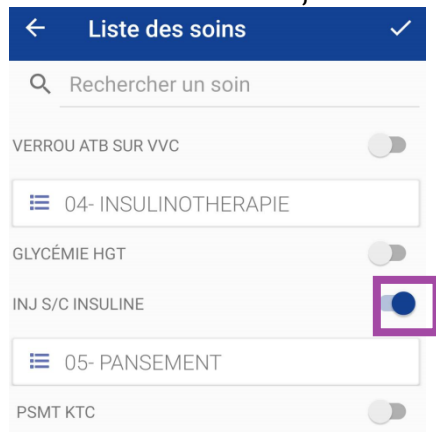 Liste des soins
Rechercher un soin
VERROU ATB SUR VVC
04- INSULINOTHERAPIE
GLYCÉMIE HGT
INJ S/C INSULINE
05- PANSEMENT
PSMT KTC